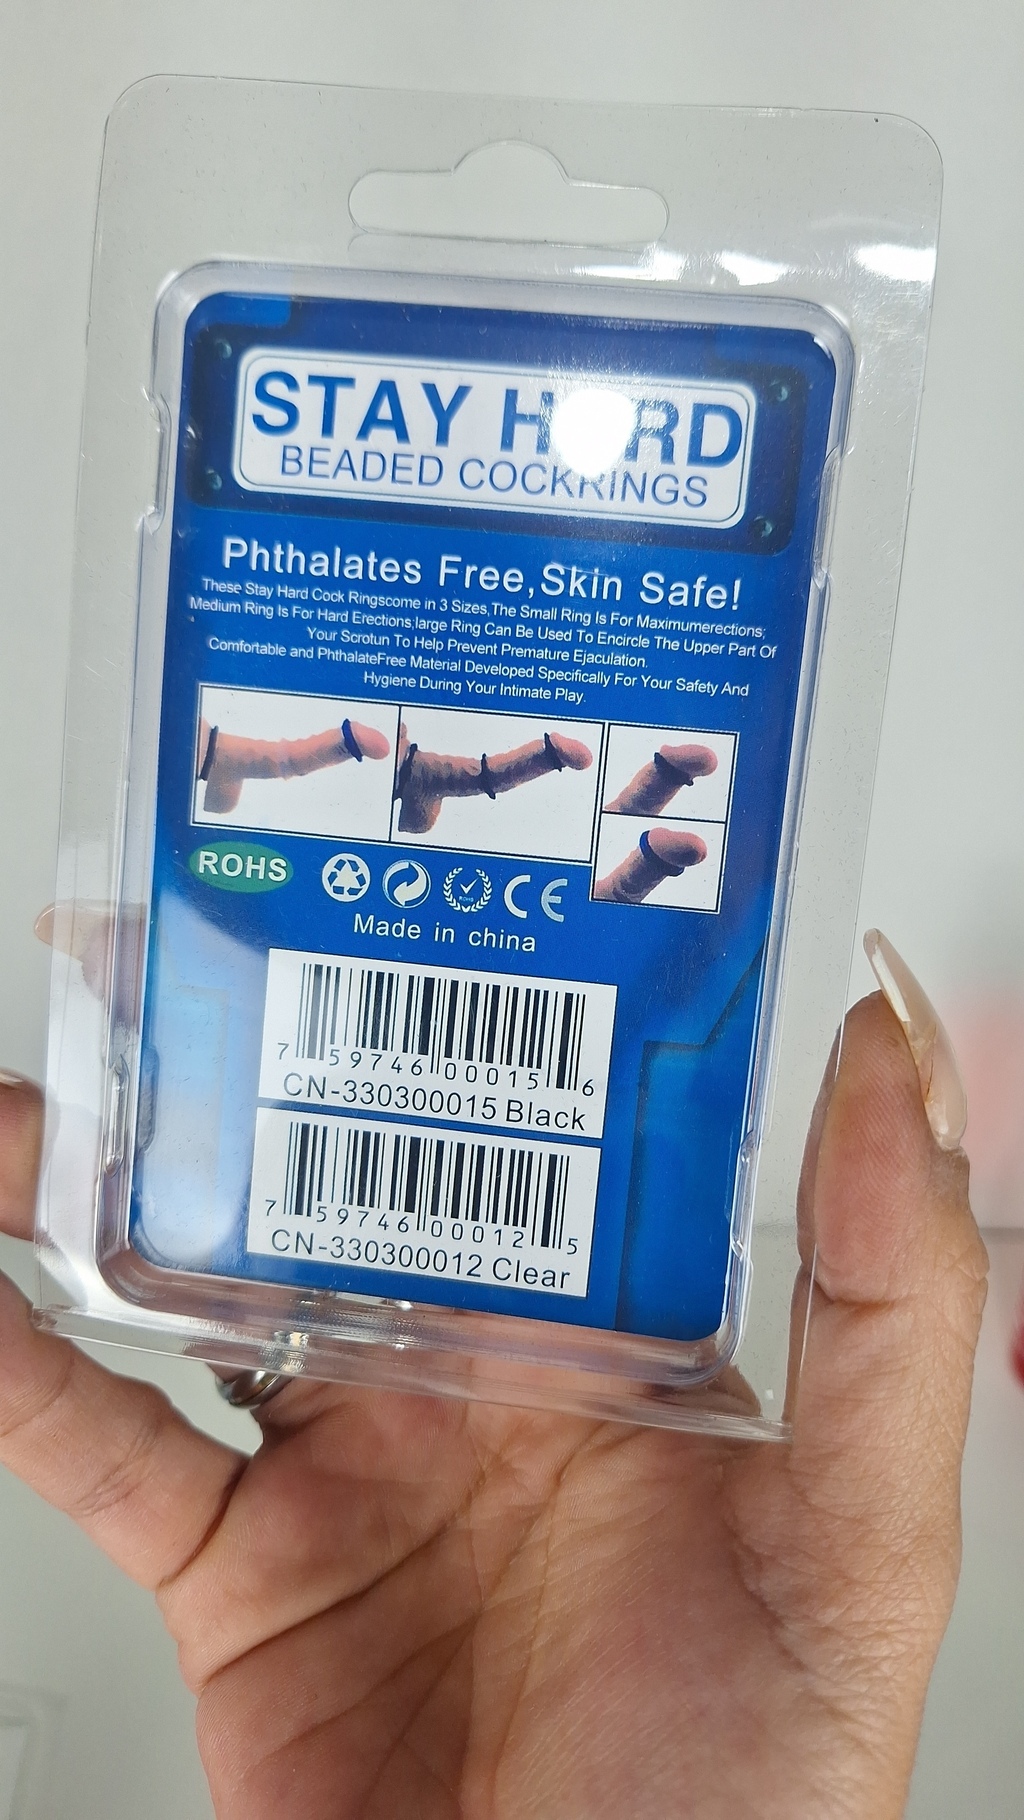 STAY HARD
BEADED COCKRINGS
Phthalates Free,Skin Safe!
These Stay Hard Cock Ringscome in 3 Sizes,The Small Ring Is For Maximumerections;
Medium Ring Is For Hard Erections;large Ring Can Be Used To Encircle The Upper Part Of
Your Scrotun To Help Prevent Premature Ejaculation.
Comfortable and PhthalateFree Material Developed Specifically For Your Safety And
Hygiene During Your Intimate Play.
ROHS
ROHS
CE
Made in china
7 59746 00015 6
CN-330300015 Black
7 59746 00012 5
CN-330300012 Clear